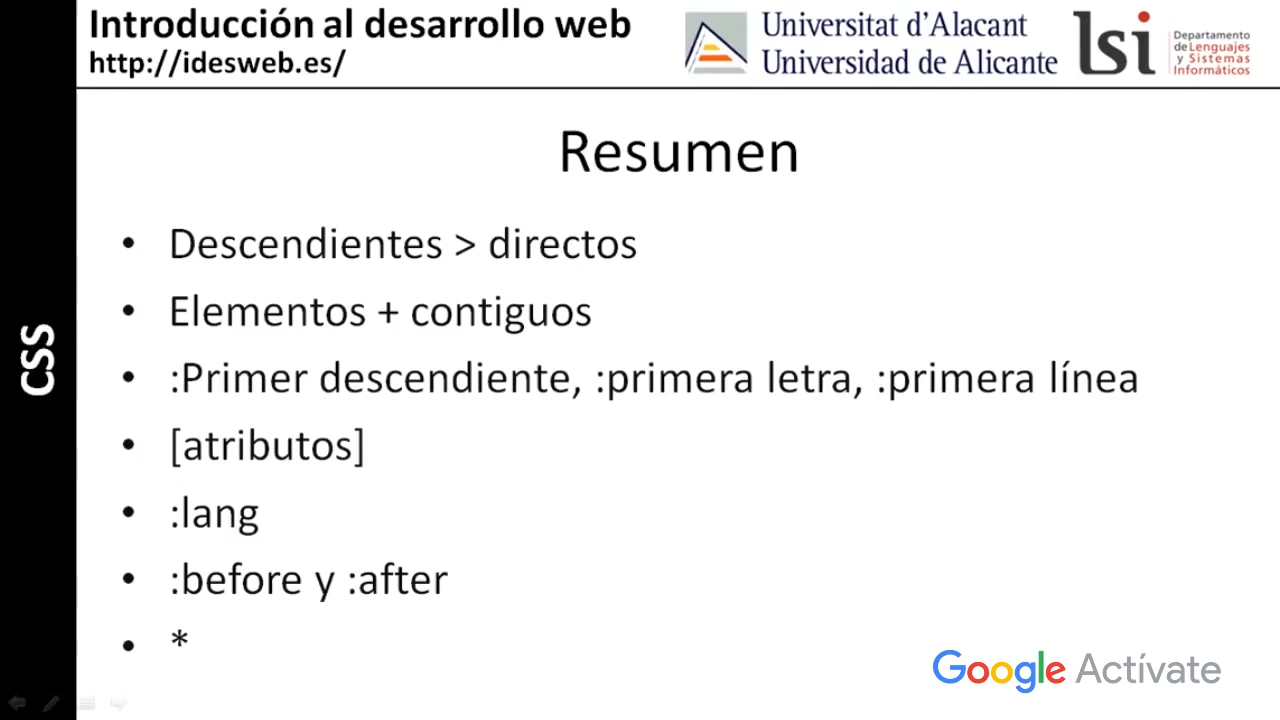 Introducción al desarrollo web
http://idesweb.es/
Universitat d'Alacant
Universidad de Alicante
lsi
Departamento
de Lenguajes
y Sistemas
Informáticos
CSS
Resumen
• Descendientes > directos
• Elementos + contiguos
• :Primer descendiente, :primera letra, :primera línea
• [atributos]
• :lang
• :before y :after
• *
Google Actívate